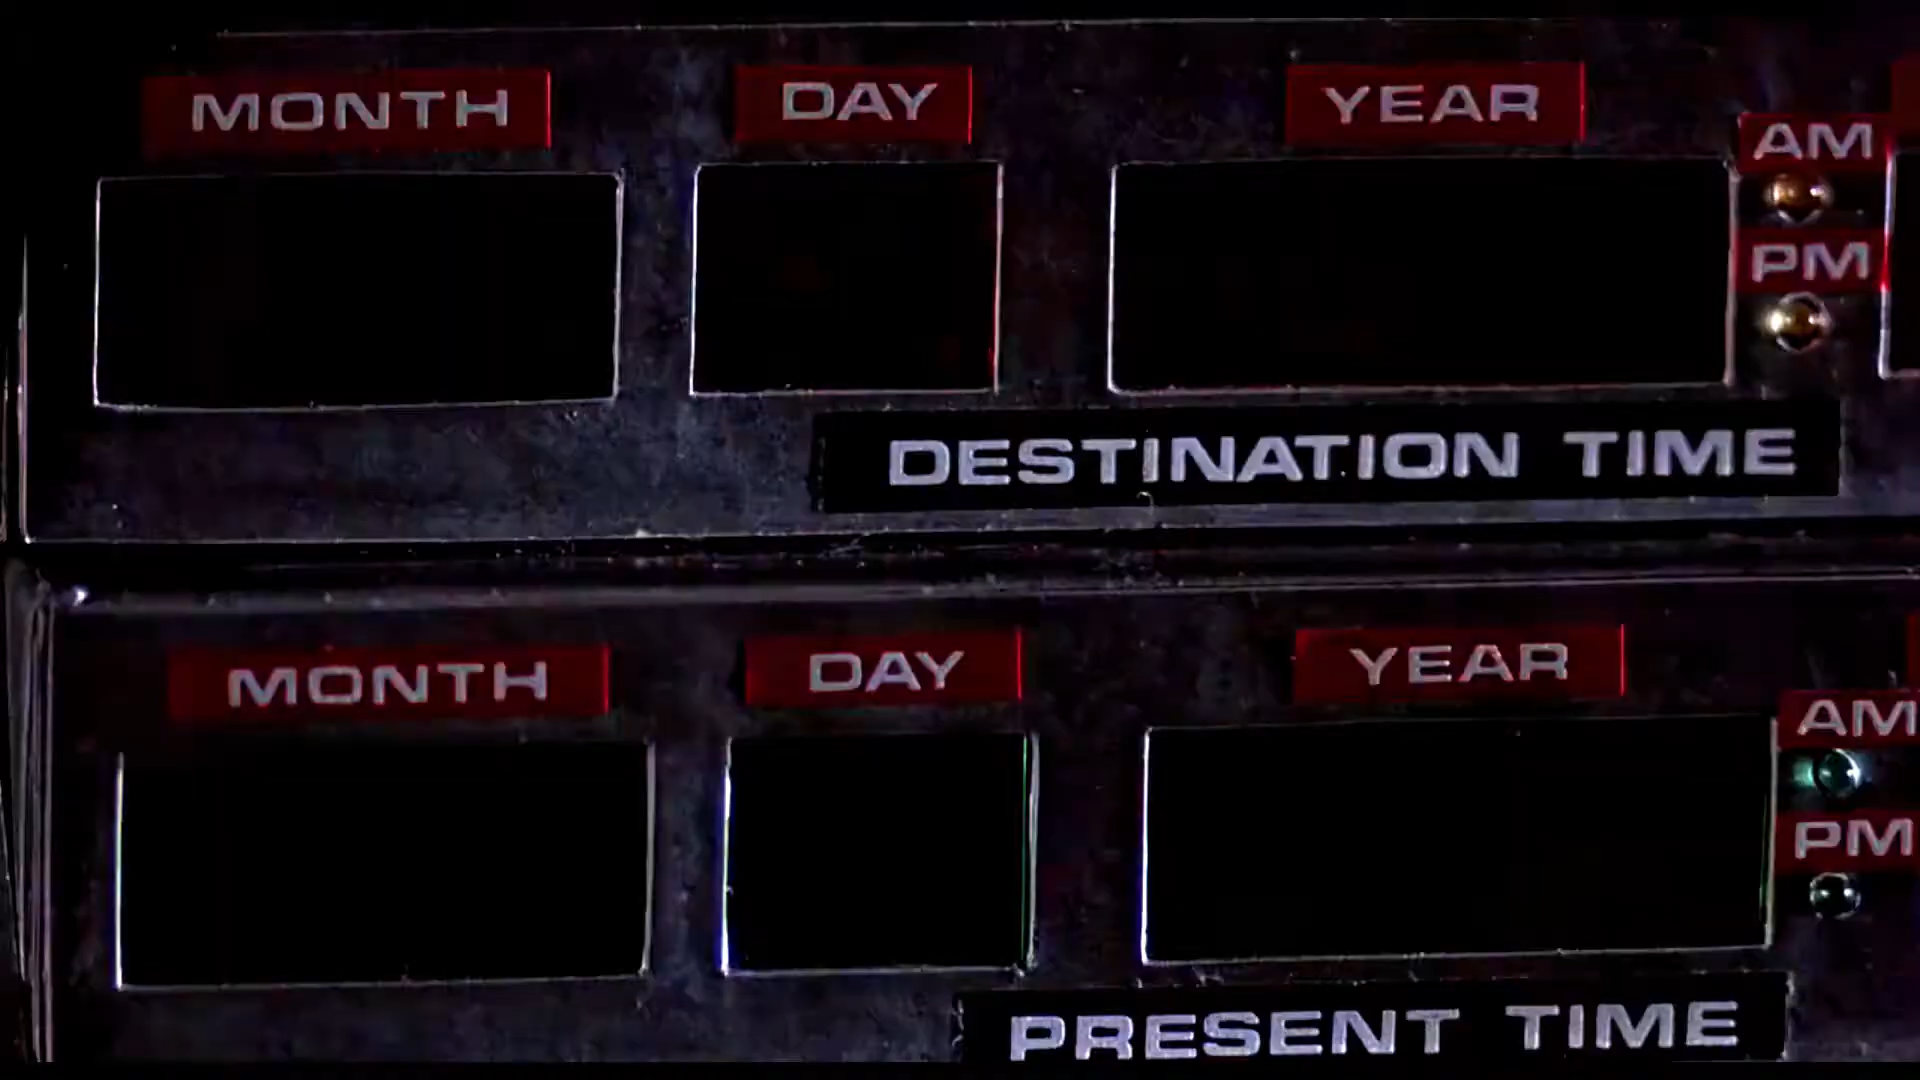 MONTH DAY YEAR
AM
PM
DESTINATION TIME
MONTH DAY YEAR
AM
PM
PRESENT TIME